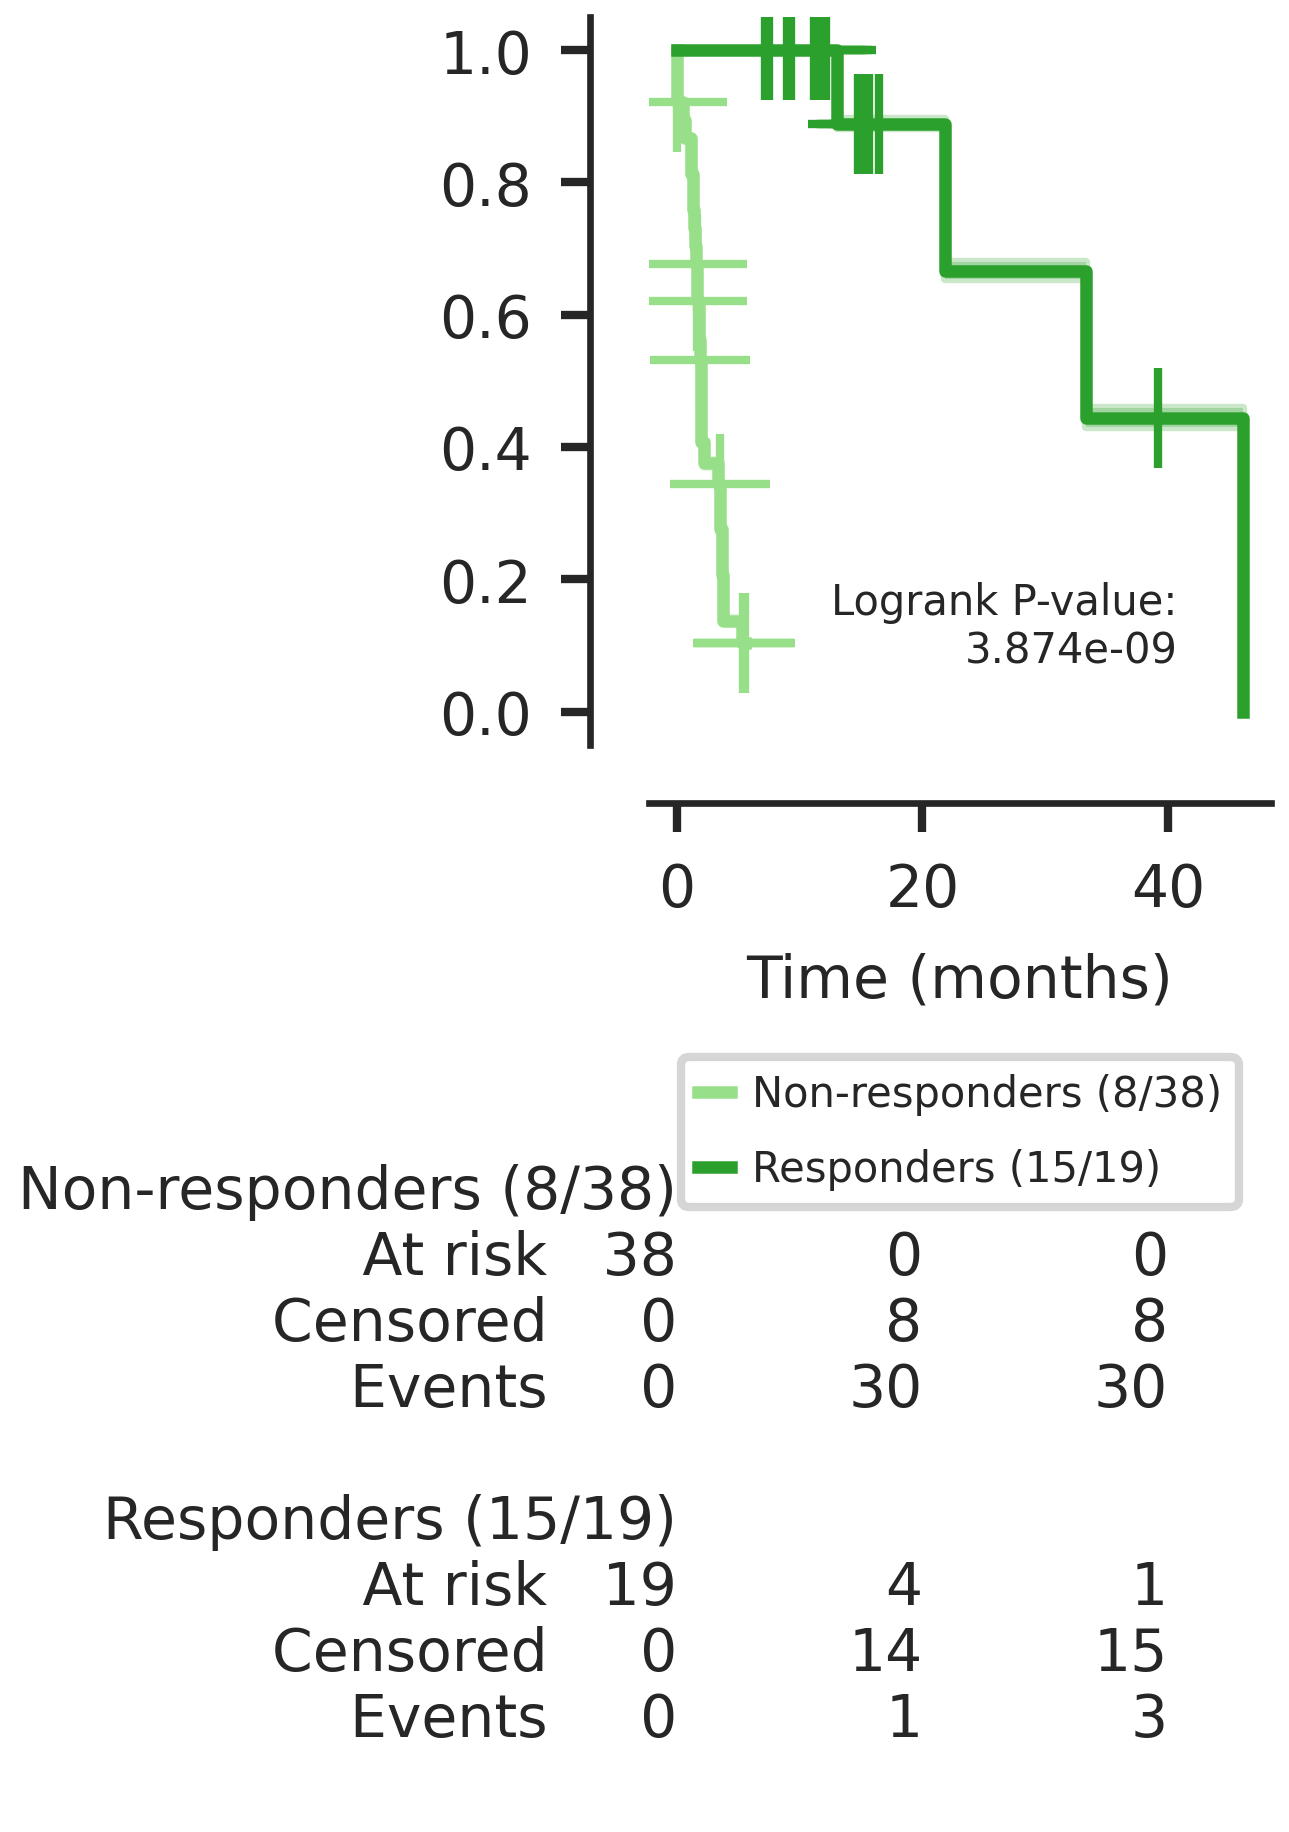 1.0
0.8
0.6
0.4
0.2
0.0
Logrank P-value:
3.874e-09
0 20 40
Time (months)
Non-responders (8/38)
Responders (15/19)
Non-responders (8/38)
At risk 38 0 0
Censored 0 8 8
Events 0 30 30
Responders (15/19)
At risk 19 4 1
Censored 0 14 15
Events 0 1 3